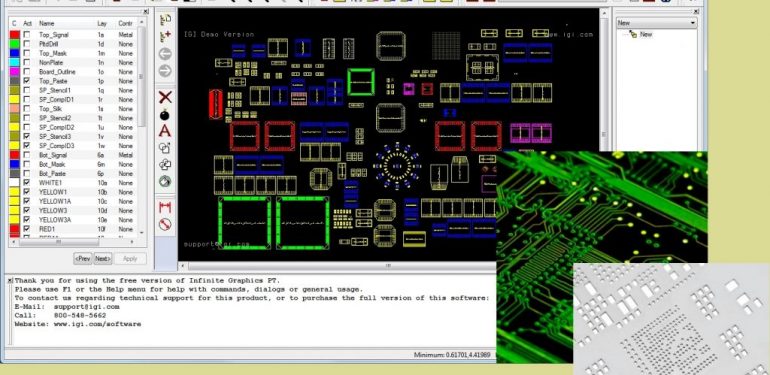 New
New
C Act Name Lay Contr
Top_Signal 1a Metal
PltdDrill 1d None
Top_Mask 1n None
NonPlate 1n None
Board_Outline 1o None
Top_Paste 1p None
SP_Stencil1 1q None
SP_CompID1 1r None
Top_Silk 1s None
SP_Stencil2 1t None
SP_CompID2 1u None
SP_Stencil3 1v None
SP_CompID3 1w None
Bot_Signal 6a Metal
Bot_Mask 6n None
Bot_Paste 6p None
WHITE1 10a None
YELLOW1 10b None
YELLOW1A 10c None
YELLOW3 10d None
YELLOW 10e None
RED1 10f None
<Prev Next> Apply
[G] Demo Version
www.igi.com
support@igi.com
Thank you for using the free version of Infinite Graphics PT.
Please use F1 or the Help menu for help with commands, dialogs or general usage.
To contact us regarding technical support for this product, or to purchase the full version of this software:
E-Mail: support@igi.com
Call: 800-548-5662
Website: www.igi.com/software
Minimum: 0.61701,4.41989